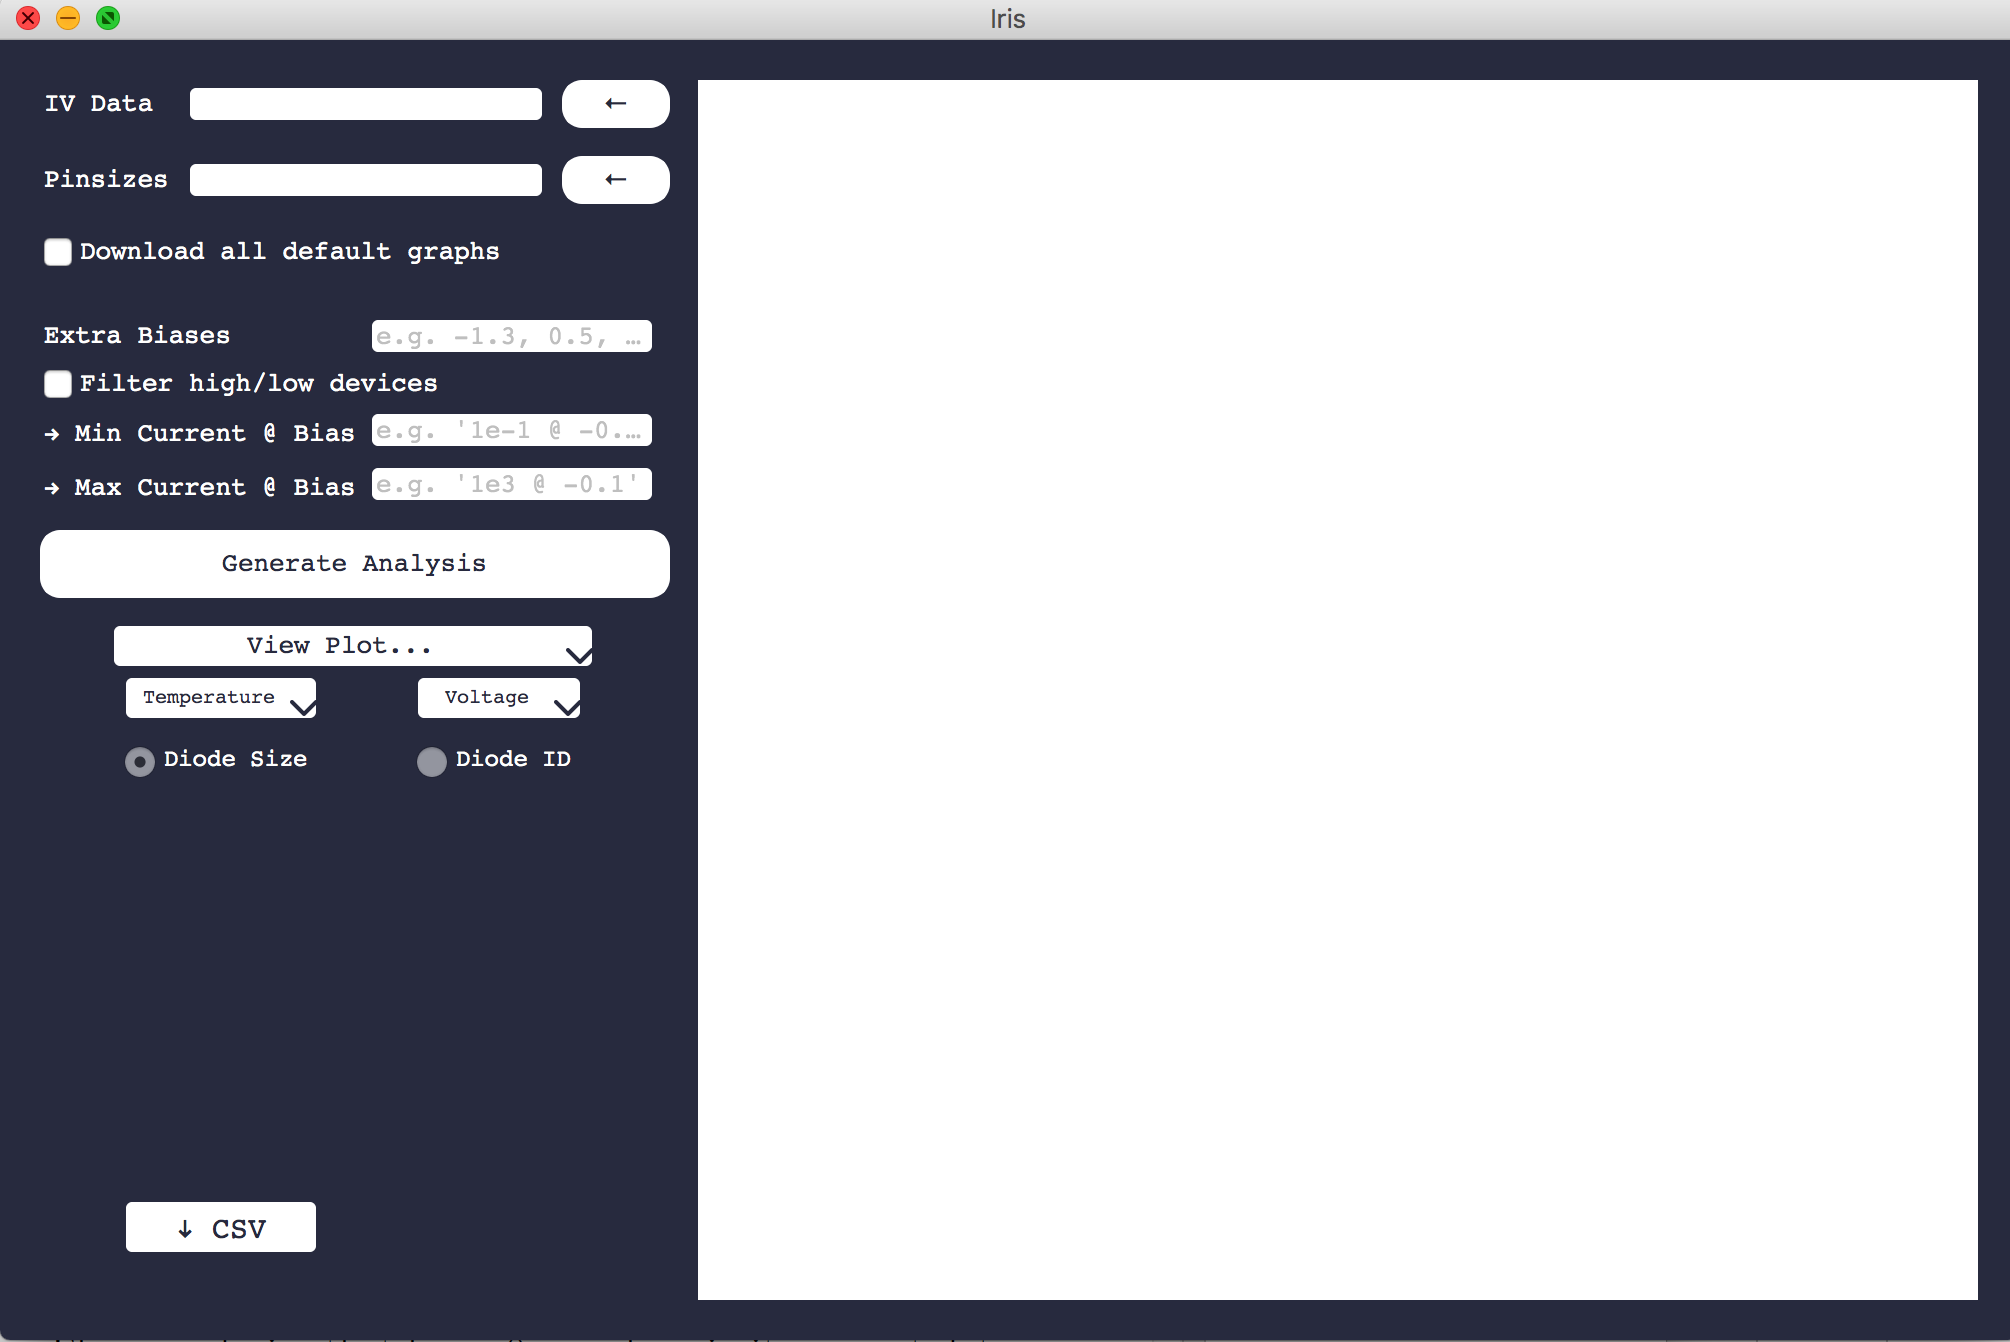 Iris
IV Data ←
Pinsizes ←
Download all default graphs
Extra Biases e.g. -1.3, 0.5, …
Filter high/low devices
→ Min Current @ Bias e.g. '1e-1 @ -0.…
→ Max Current @ Bias e.g. '1e3 @ -0.1'
Generate Analysis
View Plot...
Temperature Voltage
Diode Size Diode ID
↓ CSV